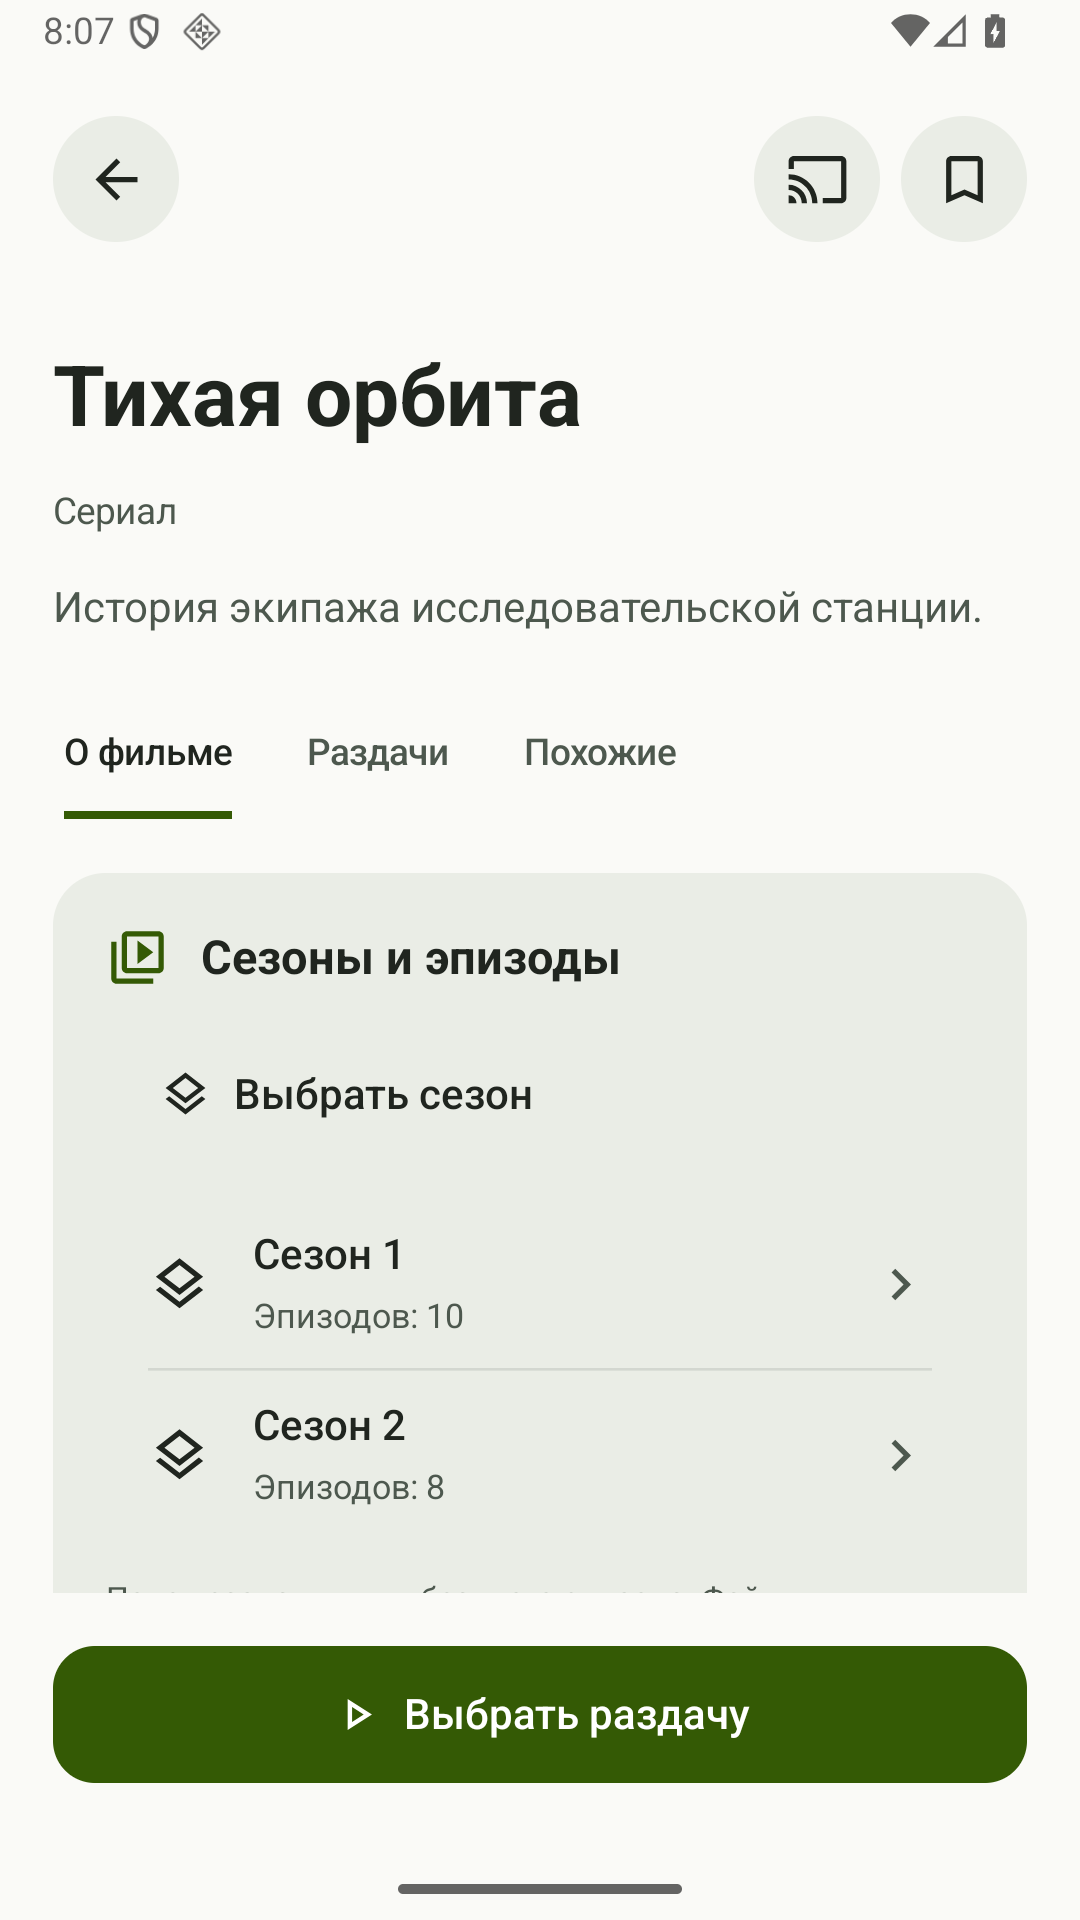 8:07
Тихая орбита
Сериал
История экипажа исследовательской станции.
О фильме Раздачи Похожие
Сезоны и эпизоды
Выбрать сезон
Сезон 1
Эпизодов: 10
Сезон 2
Эпизодов: 8
Выбрать раздачу